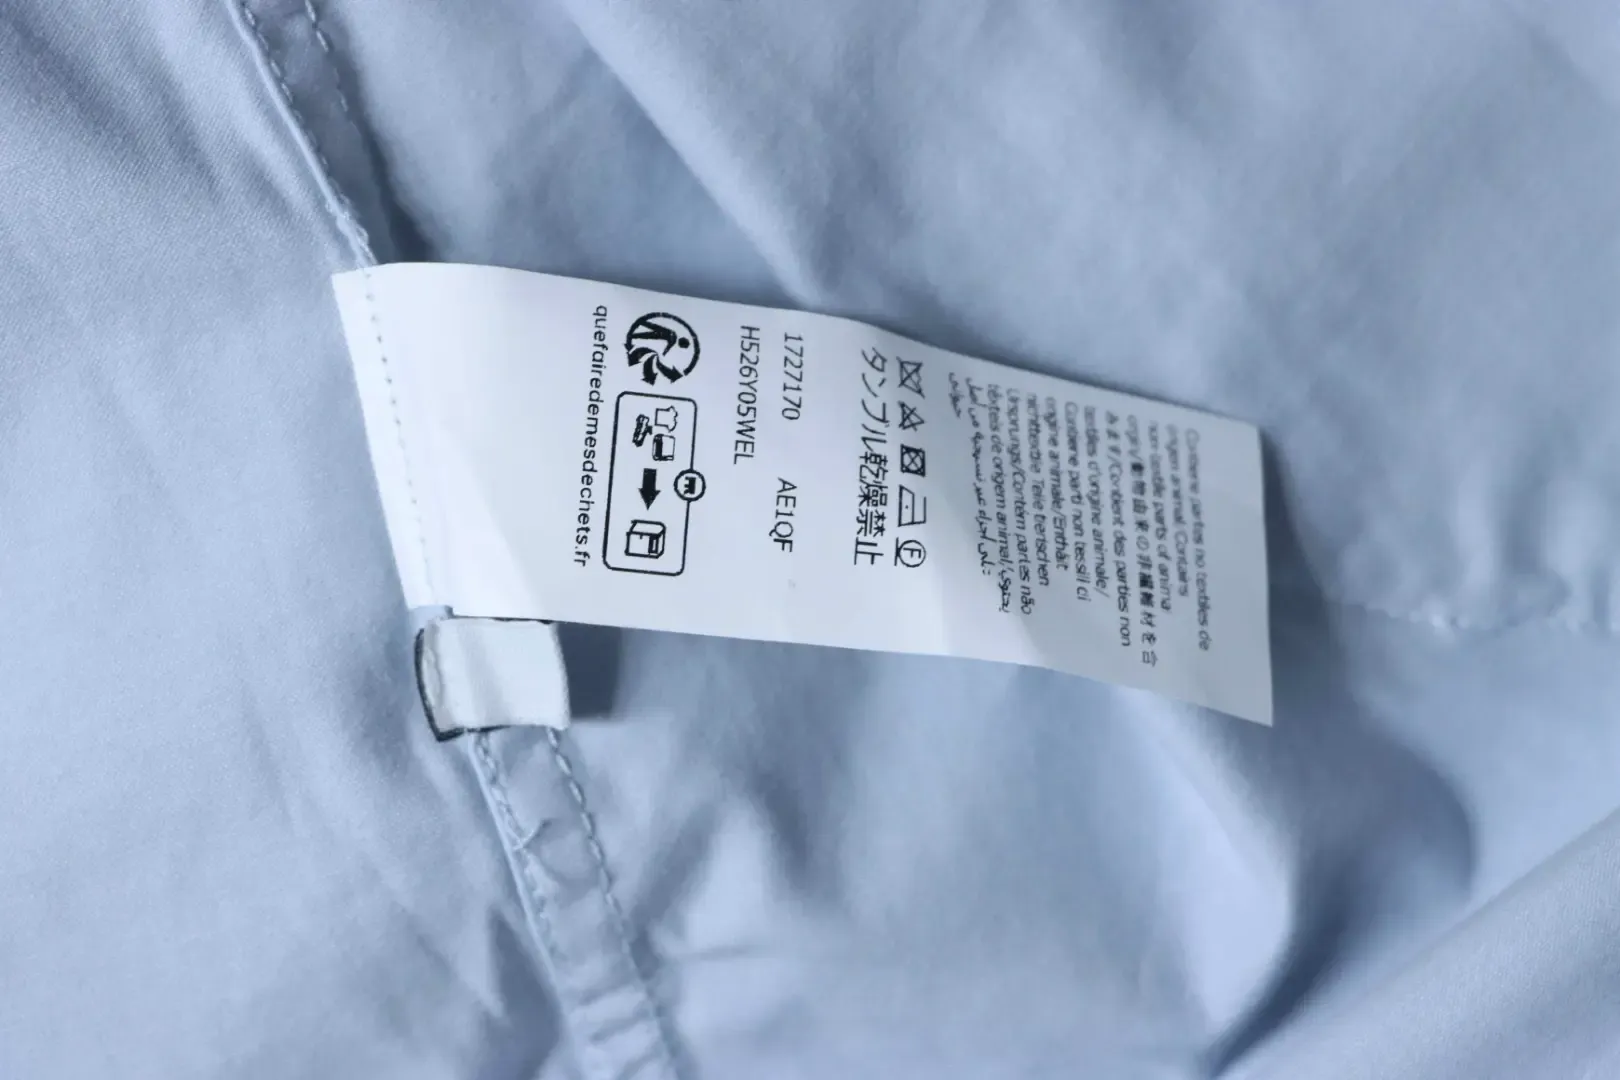 Contiene partes no textiles de
origen animal/Contains
non-textile parts of animal
origin/動物由来の非繊維材を含
みます/Contient des parties non
textiles d'origine animale/
Contiene parti non tessili di
origine animale/Enthält
nichttextile Teile tierischen
Ursprungs/Contém partes não
têxteis de origem animal/يحتوي
على أجزاء غير نسيجية من أصل
حيواني
F
タンブル乾燥禁止
1727170 AE1QF
H526Y05WEL
FR
quefairedemesdechets.fr